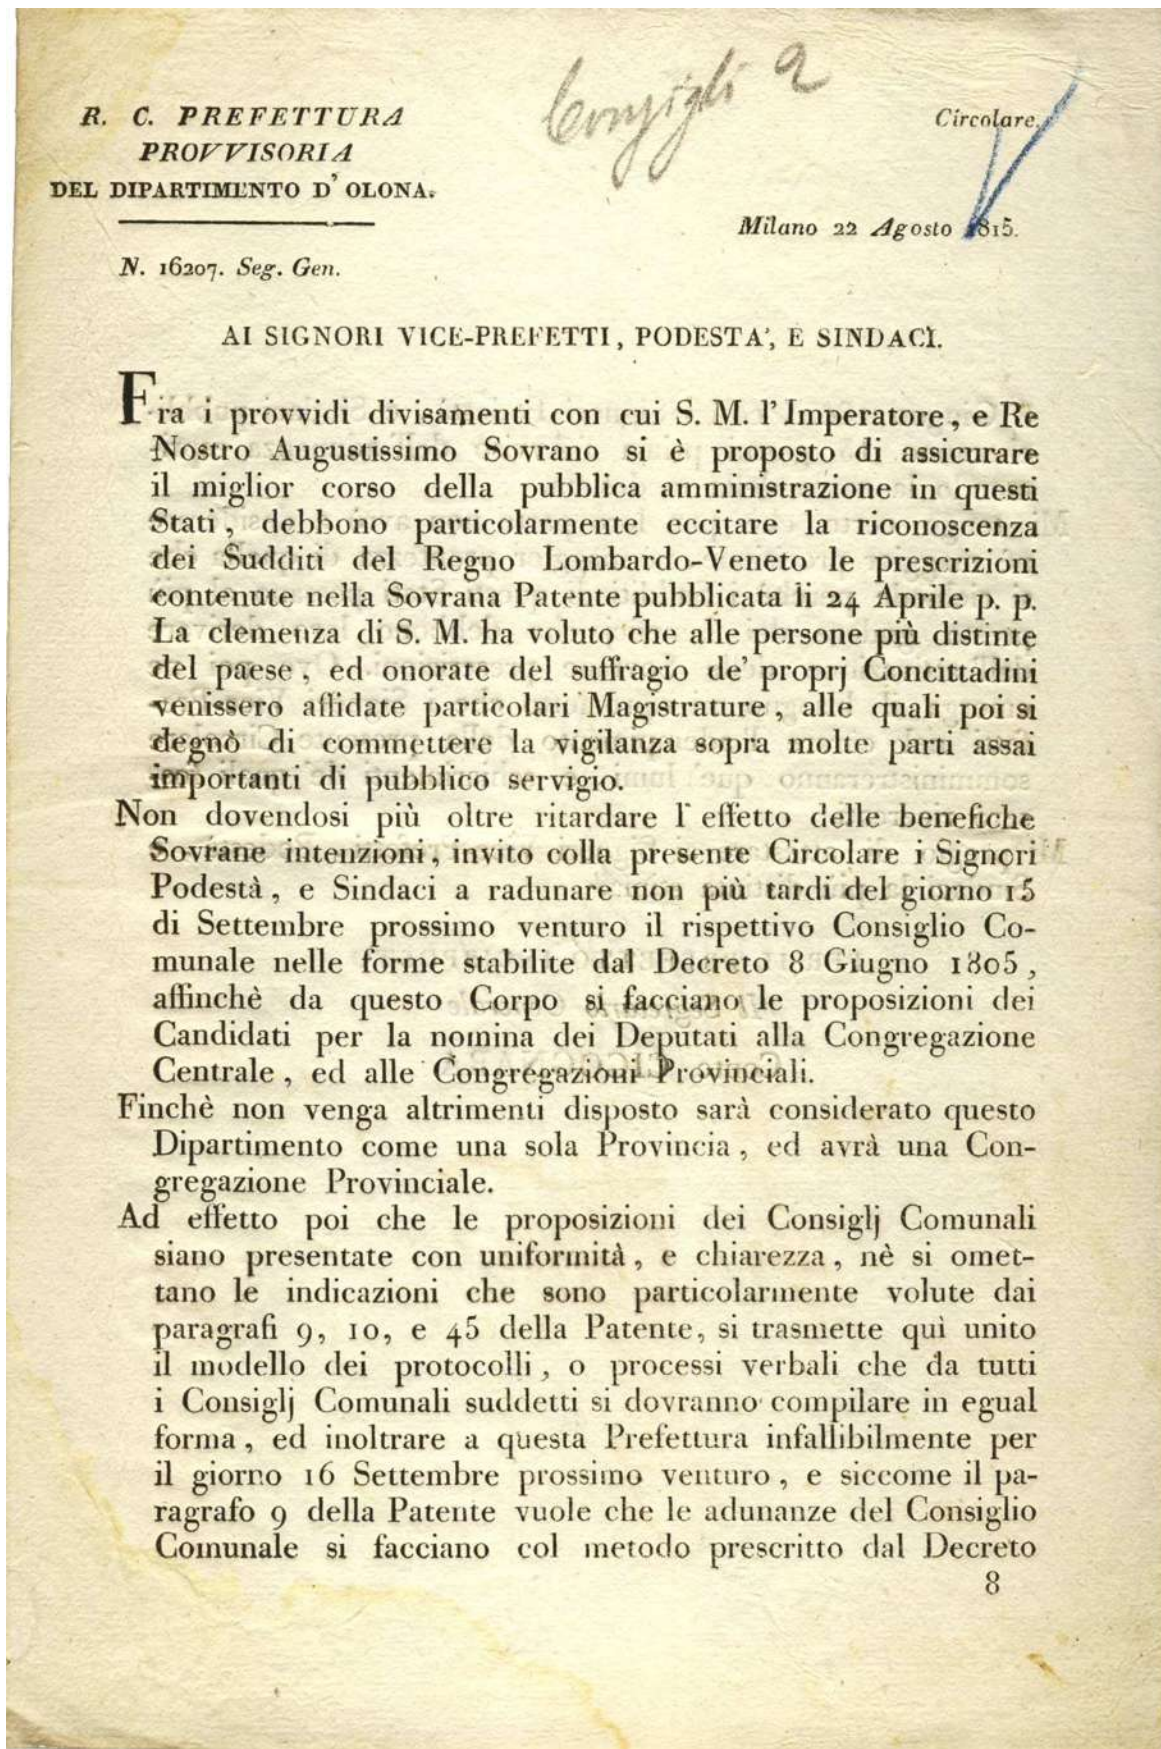 Consigli 2
R. C. PREFETTURA
PROVVISORIA
DEL DIPARTIMENTO D' OLONA.
Circolare.
Milano 22 Agosto 1815.
N. 16207. Seg. Gen.
AI SIGNORI VICE-PREFETTI, PODESTA', E SINDACI.
Fra i provvidi divisamenti con cui S. M. l'Imperatore, e Re
Nostro Augustissimo Sovrano si è proposto di assicurare
il miglior corso della pubblica amministrazione in questi
Stati, debbono particolarmente eccitare la riconoscenza
dei Sudditi del Regno Lombardo-Veneto le prescrizioni
contenute nella Sovrana Patente pubblicata li 24 Aprile p. p.
La clemenza di S. M. ha voluto che alle persone più distinte
del paese, ed onorate del suffragio de' proprj Concittadini
venissero affidate particolari Magistrature, alle quali poi si
degnò di commettere la vigilanza sopra molte parti assai
importanti di pubblico servigio.
Non dovendosi più oltre ritardare l'effetto delle benefiche
Sovrane intenzioni, invito colla presente Circolare i Signori
Podestà, e Sindaci a radunare non più tardi del giorno 15
di Settembre prossimo venturo il rispettivo Consiglio Co-
munale nelle forme stabilite dal Decreto 8 Giugno 1805,
affinchè da questo Corpo si facciano le proposizioni dei
Candidati per la nomina dei Deputati alla Congregazione
Centrale, ed alle Congregazioni Provinciali.
Finchè non venga altrimenti disposto sarà considerato questo
Dipartimento come una sola Provincia, ed avrà una Con-
gregazione Provinciale.
Ad effetto poi che le proposizioni dei Consiglj Comunali
siano presentate con uniformità, e chiarezza, nè si omet-
tano le indicazioni che sono particolarmente volute dai
paragrafi 9, 10, e 45 della Patente, si trasmette quì unito
il modello dei protocolli, o processi verbali che da tutti
i Consiglj Comunali suddetti si dovranno compilare in egual
forma, ed inoltrare a questa Prefettura infallibilmente per
il giorno 16 Settembre prossimo venturo, e siccome il pa-
ragrafo 9 della Patente vuole che le adunanze del Consiglio
Comunale si facciano col metodo prescritto dal Decreto
8